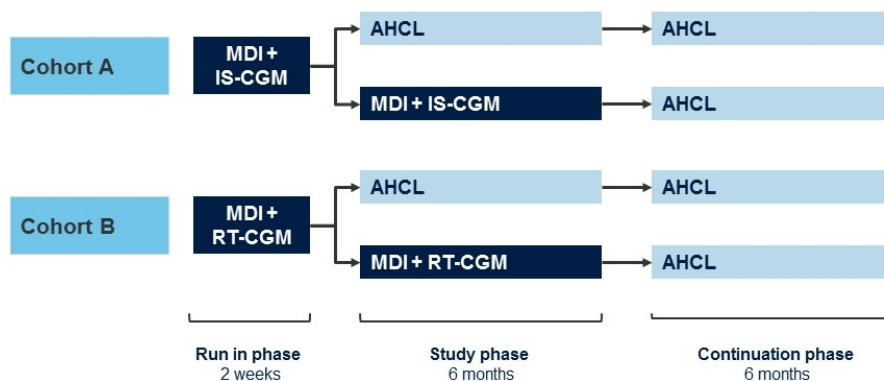 Cohort A
MDI +
IS-CGM
AHCL
AHCL
MDI + IS-CGM
AHCL
Cohort B
MDI +
RT-CGM
AHCL
AHCL
MDI + RT-CGM
AHCL
Run in phase
2 weeks
Study phase
6 months
Continuation phase
6 months